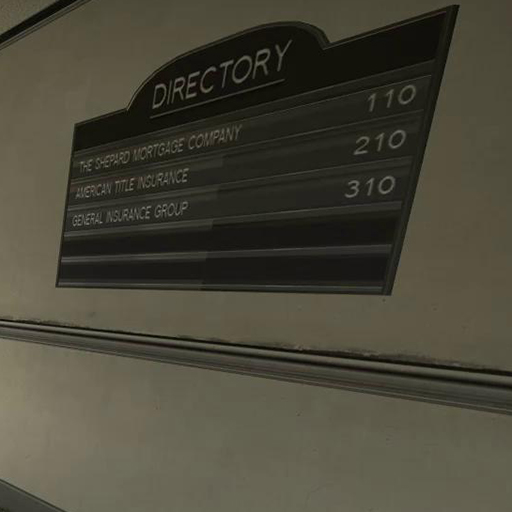 DIRECTORY
THE SHEPARD MORTGAGE COMPANY 110
AMERICAN TITLE INSURANCE 210
GENERAL INSURANCE GROUP 310